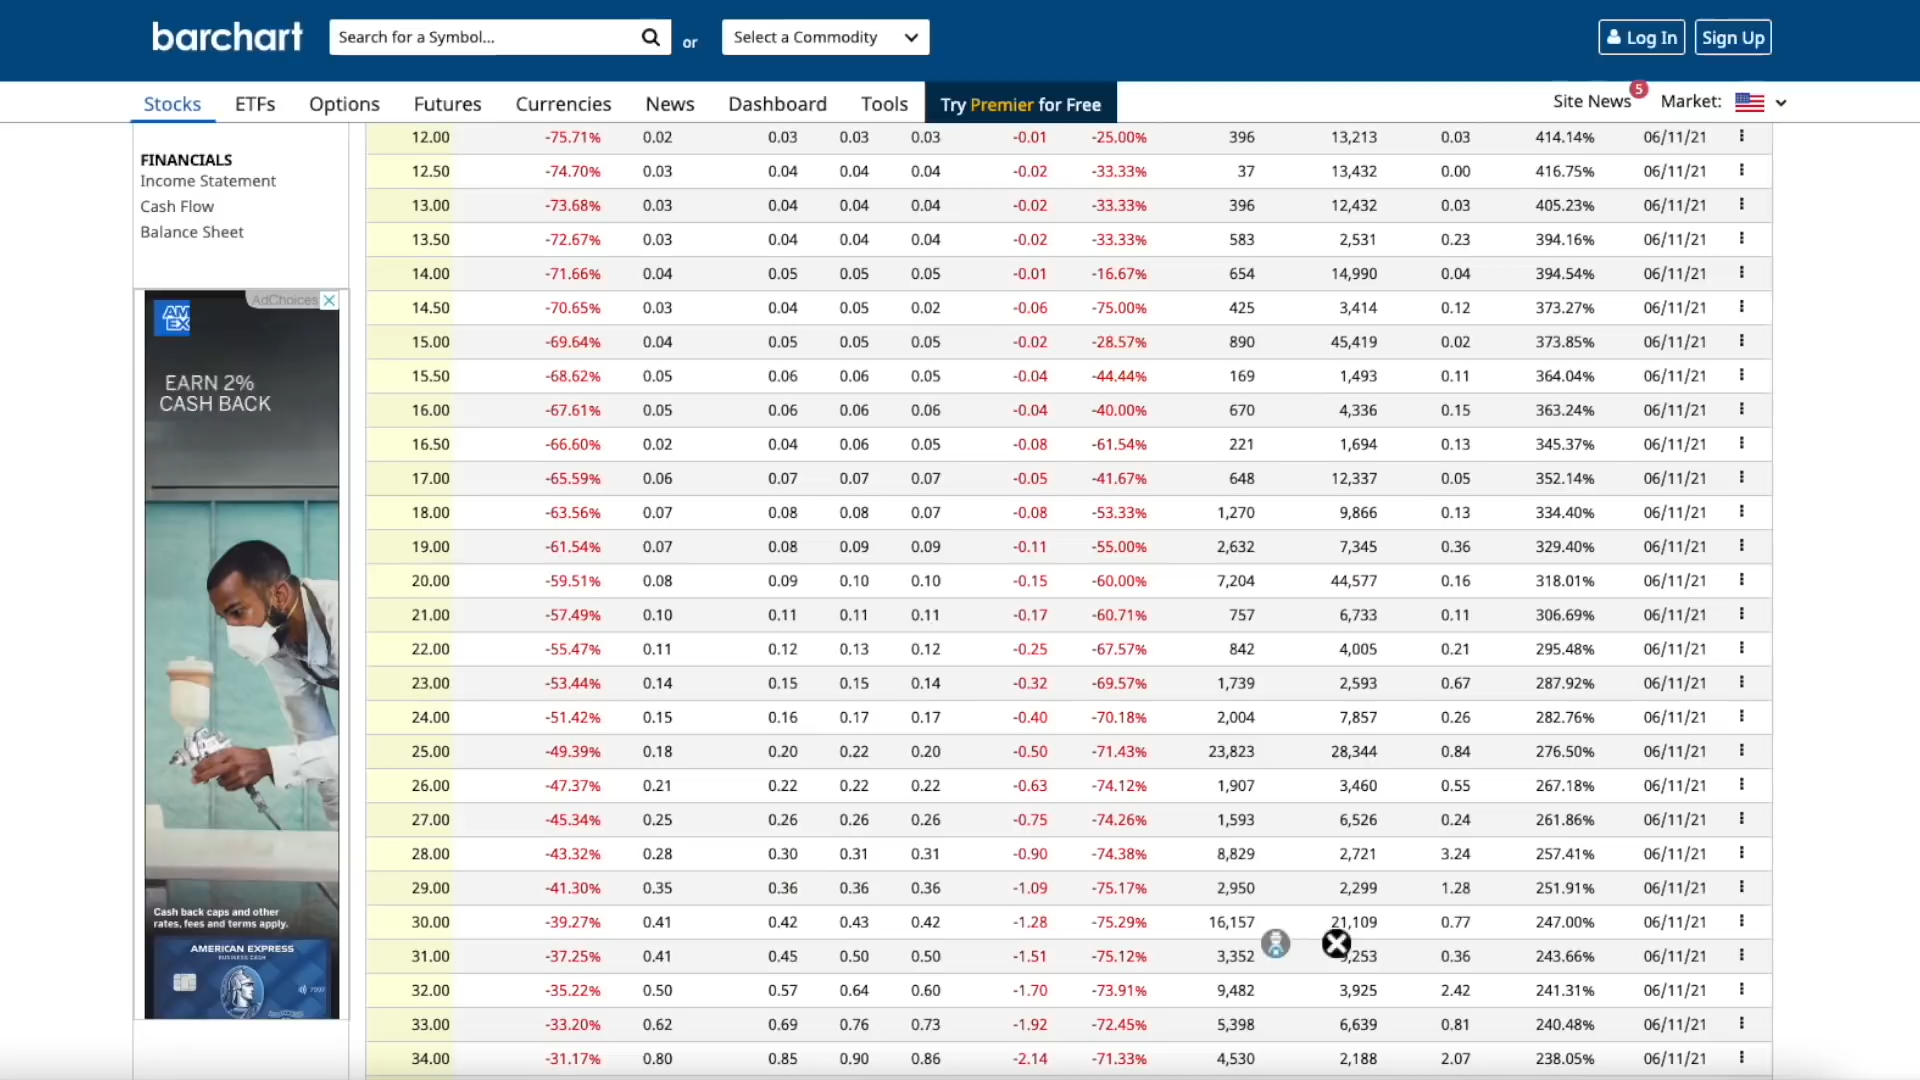 barchart
Search for a Symbol...
or
Select a Commodity
Log In
Sign Up
Stocks ETFs Options Futures Currencies News Dashboard Tools Try Premier for Free
Site News 5 Market:
FINANCIALS
Income Statement
Cash Flow
Balance Sheet
AdChoices
AM
EX
EARN 2%
CASH BACK
Cash back caps and other
rates, fees and terms apply.
AMERICAN EXPRESS
BUSINESS CASH
12.00 -75.71% 0.02 0.03 0.03 0.03 -0.01 -25.00% 396 13,213 0.03 414.14% 06/11/21
12.50 -74.70% 0.03 0.04 0.04 0.04 -0.02 -33.33% 37 13,432 0.00 416.75% 06/11/21
13.00 -73.68% 0.03 0.04 0.04 0.04 -0.02 -33.33% 396 12,432 0.03 405.23% 06/11/21
13.50 -72.67% 0.03 0.04 0.04 0.04 -0.02 -33.33% 583 2,531 0.23 394.16% 06/11/21
14.00 -71.66% 0.04 0.05 0.05 0.05 -0.01 -16.67% 654 14,990 0.04 394.54% 06/11/21
14.50 -70.65% 0.03 0.04 0.05 0.02 -0.06 -75.00% 425 3,414 0.12 373.27% 06/11/21
15.00 -69.64% 0.04 0.05 0.05 0.05 -0.02 -28.57% 890 45,419 0.02 373.85% 06/11/21
15.50 -68.62% 0.05 0.06 0.06 0.05 -0.04 -44.44% 169 1,493 0.11 364.04% 06/11/21
16.00 -67.61% 0.05 0.06 0.06 0.06 -0.04 -40.00% 670 4,336 0.15 363.24% 06/11/21
16.50 -66.60% 0.02 0.04 0.06 0.05 -0.08 -61.54% 221 1,694 0.13 345.37% 06/11/21
17.00 -65.59% 0.06 0.07 0.07 0.07 -0.05 -41.67% 648 12,337 0.05 352.14% 06/11/21
18.00 -63.56% 0.07 0.08 0.08 0.07 -0.08 -53.33% 1,270 9,866 0.13 334.40% 06/11/21
19.00 -61.54% 0.07 0.08 0.09 0.09 -0.11 -55.00% 2,632 7,345 0.36 329.40% 06/11/21
20.00 -59.51% 0.08 0.09 0.10 0.10 -0.15 -60.00% 7,204 44,577 0.16 318.01% 06/11/21
21.00 -57.49% 0.10 0.11 0.11 0.11 -0.17 -60.71% 757 6,733 0.11 306.69% 06/11/21
22.00 -55.47% 0.11 0.12 0.13 0.12 -0.25 -67.57% 842 4,005 0.21 295.48% 06/11/21
23.00 -53.44% 0.14 0.15 0.15 0.14 -0.32 -69.57% 1,739 2,593 0.67 287.92% 06/11/21
24.00 -51.42% 0.15 0.16 0.17 0.17 -0.40 -70.18% 2,004 7,857 0.26 282.76% 06/11/21
25.00 -49.39% 0.18 0.20 0.22 0.20 -0.50 -71.43% 23,823 28,344 0.84 276.50% 06/11/21
26.00 -47.37% 0.21 0.22 0.22 0.22 -0.63 -74.12% 1,907 3,460 0.55 267.18% 06/11/21
27.00 -45.34% 0.25 0.26 0.26 0.26 -0.75 -74.26% 1,593 6,526 0.24 261.86% 06/11/21
28.00 -43.32% 0.28 0.30 0.31 0.31 -0.90 -74.38% 8,829 2,721 3.24 257.41% 06/11/21
29.00 -41.30% 0.35 0.36 0.36 0.36 -1.09 -75.17% 2,950 2,299 1.28 251.91% 06/11/21
30.00 -39.27% 0.41 0.42 0.43 0.42 -1.28 -75.29% 16,157 21,109 0.77 247.00% 06/11/21
31.00 -37.25% 0.41 0.45 0.50 0.50 -1.51 -75.12% 3,352 0.36 243.66% 06/11/21
32.00 -35.22% 0.50 0.57 0.64 0.60 -1.70 -73.91% 9,482 3,925 2.42 241.31% 06/11/21
33.00 -33.20% 0.62 0.69 0.76 0.73 -1.92 -72.45% 5,398 6,639 0.81 240.48% 06/11/21
34.00 -31.17% 0.80 0.85 0.90 0.86 -2.14 -71.33% 4,530 2,188 2.07 238.05% 06/11/21